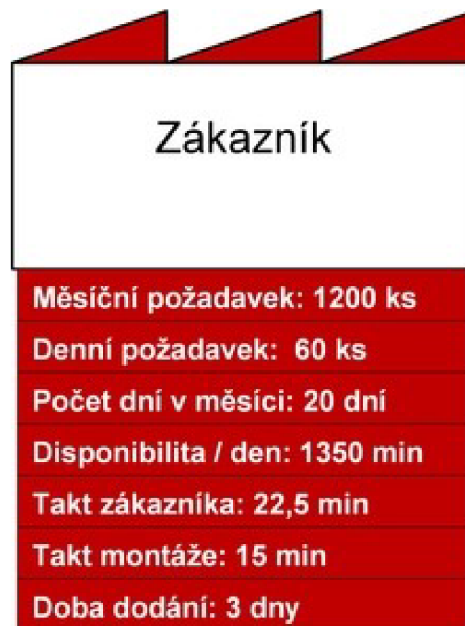 Zákazník
Měsíční požadavek: 1200 ks
Denní požadavek: 60 ks
Počet dní v měsíci: 20 dní
Disponibilita / den: 1350 min
Takt zákazníka: 22,5 min
Takt montáže: 15 min
Doba dodání: 3 dny